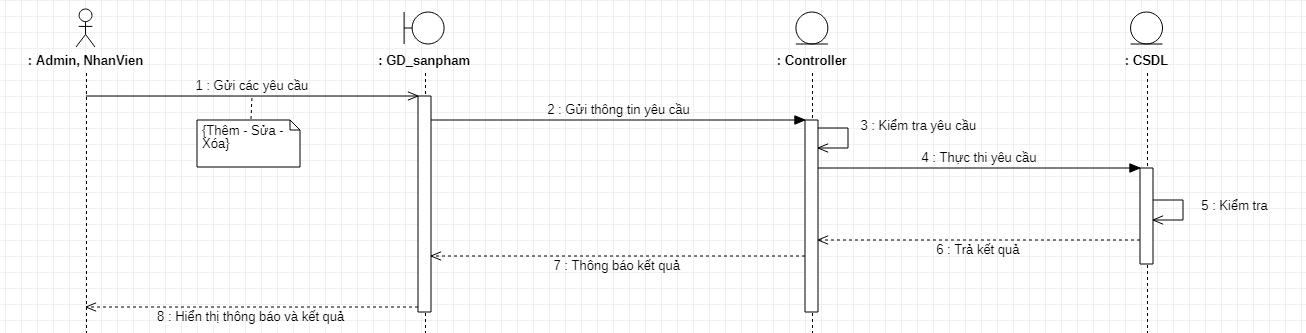 : Admin, NhanVien
: GD_sanpham
: Controller
: CSDL
1 : Gửi các yêu cầu
{Thêm - Sửa -
Xóa}
2 : Gửi thông tin yêu cầu
3 : Kiểm tra yêu cầu
4 : Thực thi yêu cầu
5 : Kiểm tra
6 : Trả kết quả
7 : Thông báo kết quả
8 : Hiển thị thông báo và kết quả